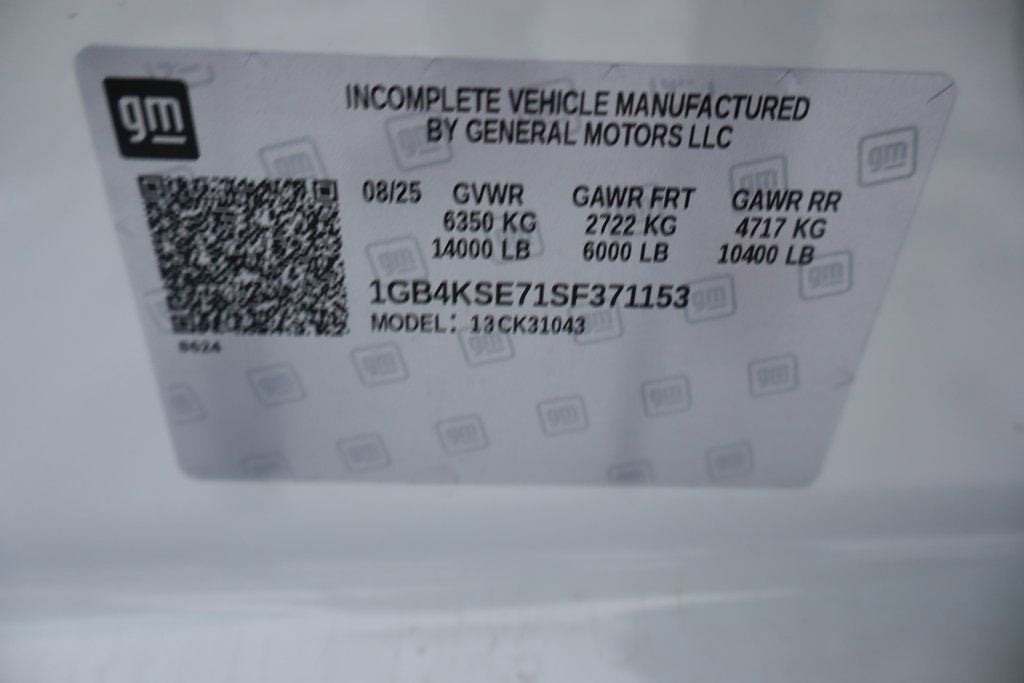 gm
INCOMPLETE VEHICLE MANUFACTURED
BY GENERAL MOTORS LLC
08/25 GVWR GAWR FRT GAWR RR
6350 KG 2722 KG 4717 KG
14000 LB 6000 LB 10400 LB
1GB4KSE71SF371153
MODEL: 13CK31043